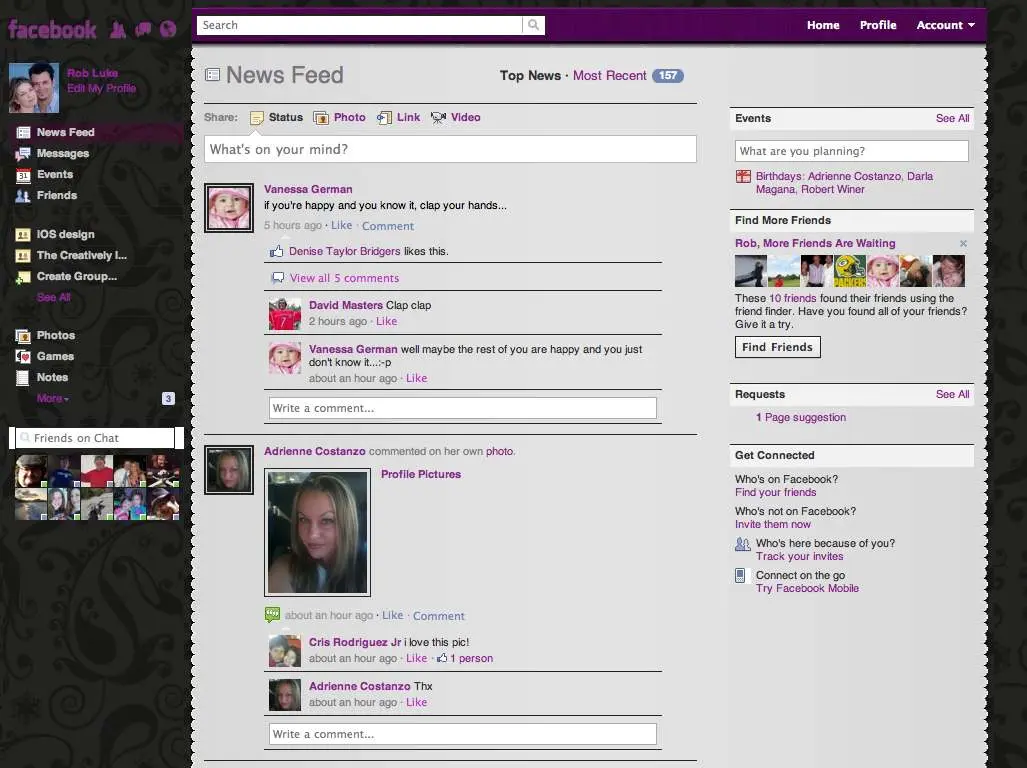 facebook
Search
Home Profile Account
Rob Luke
Edit My Profile
News Feed
Messages
31 Events
Friends
iOS design
The Creatively I...
Create Group...
See All
Photos
Games
Notes
More 3
Friends on Chat
News Feed
Top News · Most Recent 157
Share: Status Photo Link Video
What's on your mind?
Vanessa German
if you're happy and you know it, clap your hands...
5 hours ago · Like · Comment
Denise Taylor Bridgers likes this.
View all 5 comments
David Masters Clap clap
2 hours ago · Like
Vanessa German well maybe the rest of you are happy and you just
don't know it...:-p
about an hour ago · Like
Write a comment...
Adrienne Costanzo commented on her own photo.
Profile Pictures
about an hour ago · Like · Comment
Cris Rodriguez Jr i love this pic!
about an hour ago · Like · 1 person
Adrienne Costanzo Thx
about an hour ago · Like
Write a comment...
Events See All
What are you planning?
Birthdays: Adrienne Costanzo, Darla
Magana, Robert Winer
Find More Friends
Rob, More Friends Are Waiting
PACKERS
These 10 friends found their friends using the
friend finder. Have you found all of your friends?
Give it a try.
Find Friends
Requests See All
1 Page suggestion
Get Connected
Who's on Facebook?
Find your friends
Who's not on Facebook?
Invite them now
Who's here because of you?
Track your invites
Connect on the go
Try Facebook Mobile